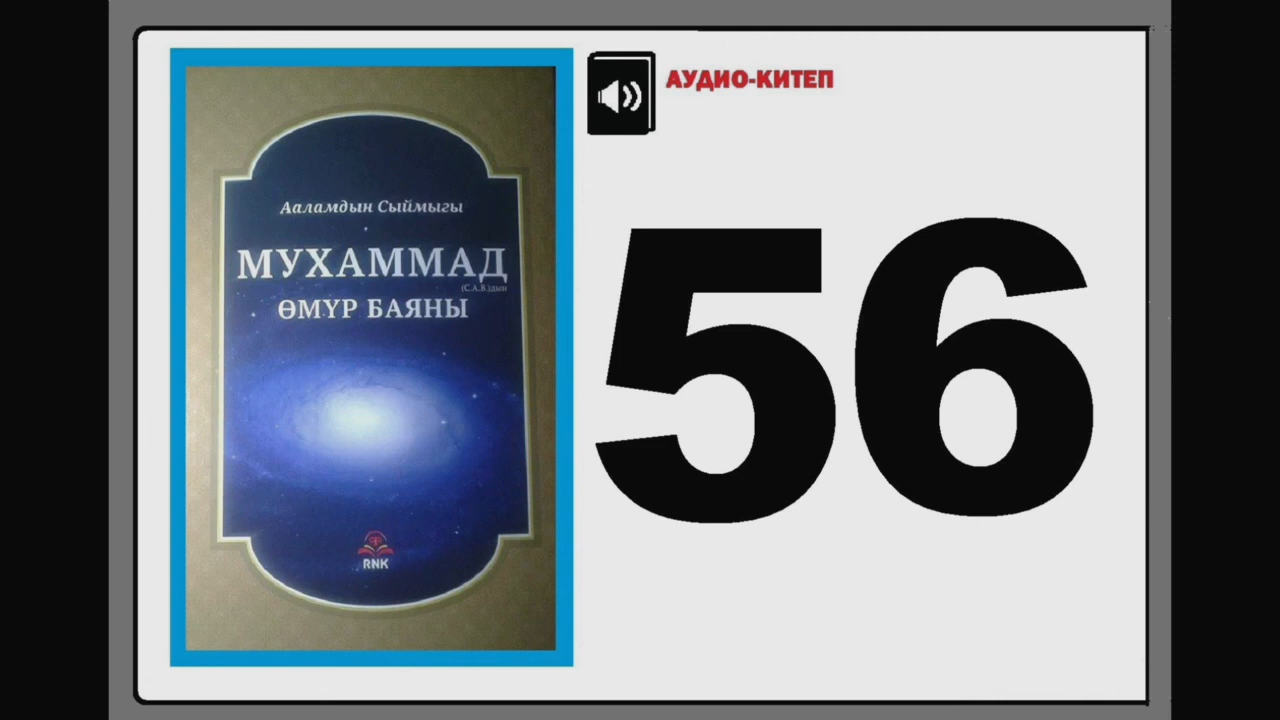 Ааламдын Сыймыгы
МУХАММАД
(С.А.В.)дын
ӨМҮР БАЯНЫ
RNK
АУДИО-КИТЕП
56